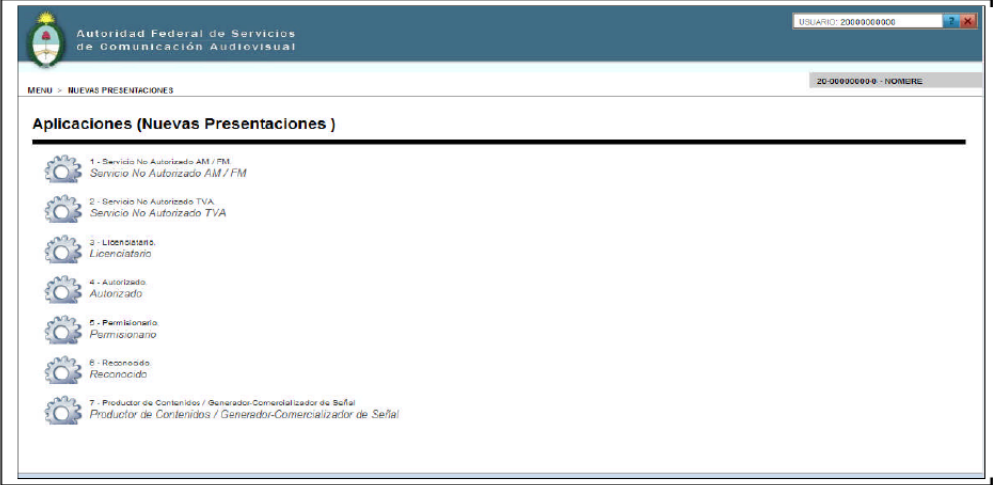 Autoridad Federal de Servicios
de Comunicación Audiovisual
USUARIO: 20000000000
? X
20-00000000-0 - NOMBRE
MENU > NUEVAS PRESENTACIONES
Aplicaciones (Nuevas Presentaciones )
1 - Servicio No Autorizado AM / FM.
Servicio No Autorizado AM / FM
2 - Servicio No Autorizado TVA.
Servicio No Autorizado TVA
3 - Licenciatario.
Licenciatario
4 - Autorizado.
Autorizado
5 - Permisionario.
Permisionario
6 - Reconocido.
Reconocido
7 - Productor de Contenidos / Generador-Comercializador de Señal
Productor de Contenidos / Generador-Comercializador de Señal